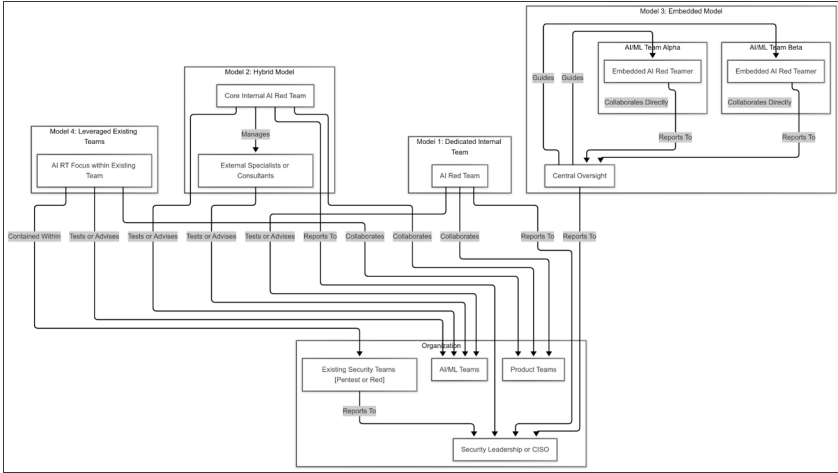 Model 3: Embedded Model
AI/ML Team Alpha
AI/ML Team Beta
Embedded AI Red Teamer
Embedded AI Red Teamer
Guides
Guides
Collaborates Directly
Collaborates Directly
Reports To
Reports To
Central Oversight
Model 2: Hybrid Model
Core Internal AI Red Team
Manages
External Specialists or
Consultants
Model 4: Leveraged Existing
Teams
AI RT Focus within Existing
Team
Model 1: Dedicated Internal
Team
AI Red Team
Contained Within
Tests or Advises
Tests or Advises
Tests or Advises
Tests or Advises
Reports To
Collaborates
Collaborates
Collaborates
Reports To
Reports To
Organization
Existing Security Teams
[Pentest or Red]
AI/ML Teams
Product Teams
Reports To
Security Leadership or CISO